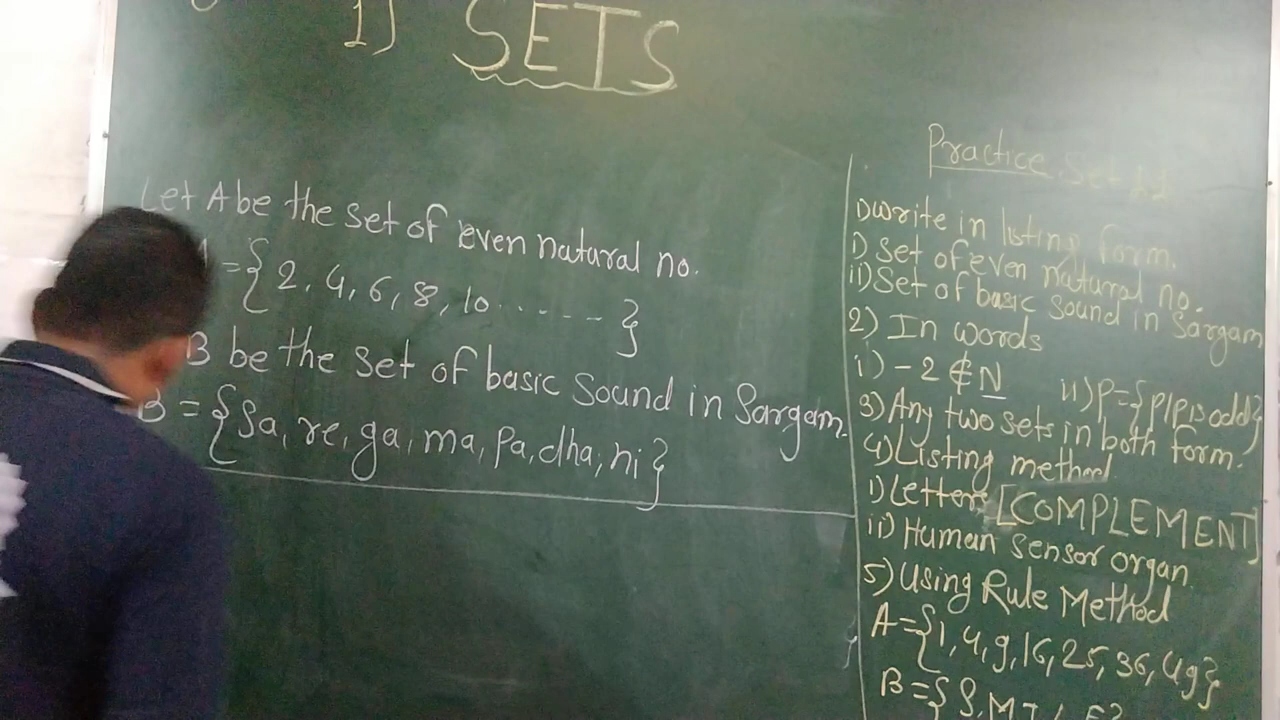 1) SETS
Let A be the set of even natural no.
A = { 2, 4, 6, 8, 10 ...... }
B be the set of basic Sound in Sargam.
B = {Sa, re, ga, ma, Pa, dha, ni}
Practice Set 1.1
1) write in listing form.
i) Set of even natural no.
ii) Set of basic sound in Sargam
2) In words
i) -2 ∉ N ii) P={p/p is odd}
3) Any two sets in both form.
4) Listing method
i) Letters [COMPLEMENT]
ii) Human Sensor organ.
5) Using Rule Method
A={1, 4, 9, 16, 25, 36, 49}
B={S, M